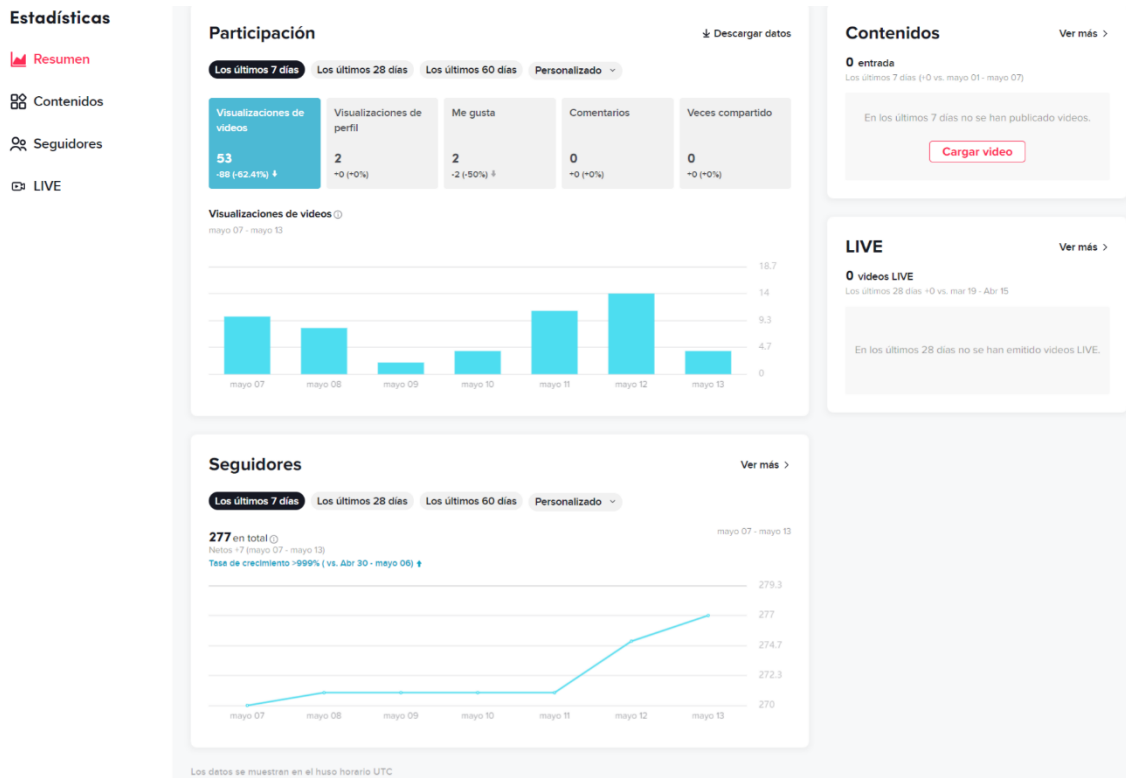 Estadísticas
Resumen
Contenidos
Seguidores
LIVE
Participación
Descargar datos
Los últimos 7 días
Los últimos 28 días
Los últimos 60 días
Personalizado
Visualizaciones de videos
53
-88 (-62.41%)
Visualizaciones de perfil
2
+0 (+0%)
Me gusta
2
-2 (-50%)
Comentarios
0
+0 (+0%)
Veces compartido
0
+0 (+0%)
Visualizaciones de videos
mayo 07 - mayo 13
18.7
14
9.3
4.7
0
mayo 07
mayo 08
mayo 09
mayo 10
mayo 11
mayo 12
mayo 13
Seguidores
Ver más >
Los últimos 7 días
Los últimos 28 días
Los últimos 60 días
Personalizado
277 en total
mayo 07 - mayo 13
Netos +7 (mayo 07 - mayo 13)
Tasa de crecimiento >999% ( vs. Abr 30 - mayo 06)
279.3
277
274.7
272.3
270
mayo 07
mayo 08
mayo 09
mayo 10
mayo 11
mayo 12
mayo 13
Los datos se muestran en el huso horario UTC
Contenidos
Ver más >
0 entrada
Los últimos 7 días (+0 vs. mayo 01 - mayo 07)
En los últimos 7 días no se han publicado videos.
Cargar video
LIVE
Ver más >
0 videos LIVE
Los últimos 28 días +0 vs. mar 19 - Abr 15
En los últimos 28 días no se han emitido videos LIVE.